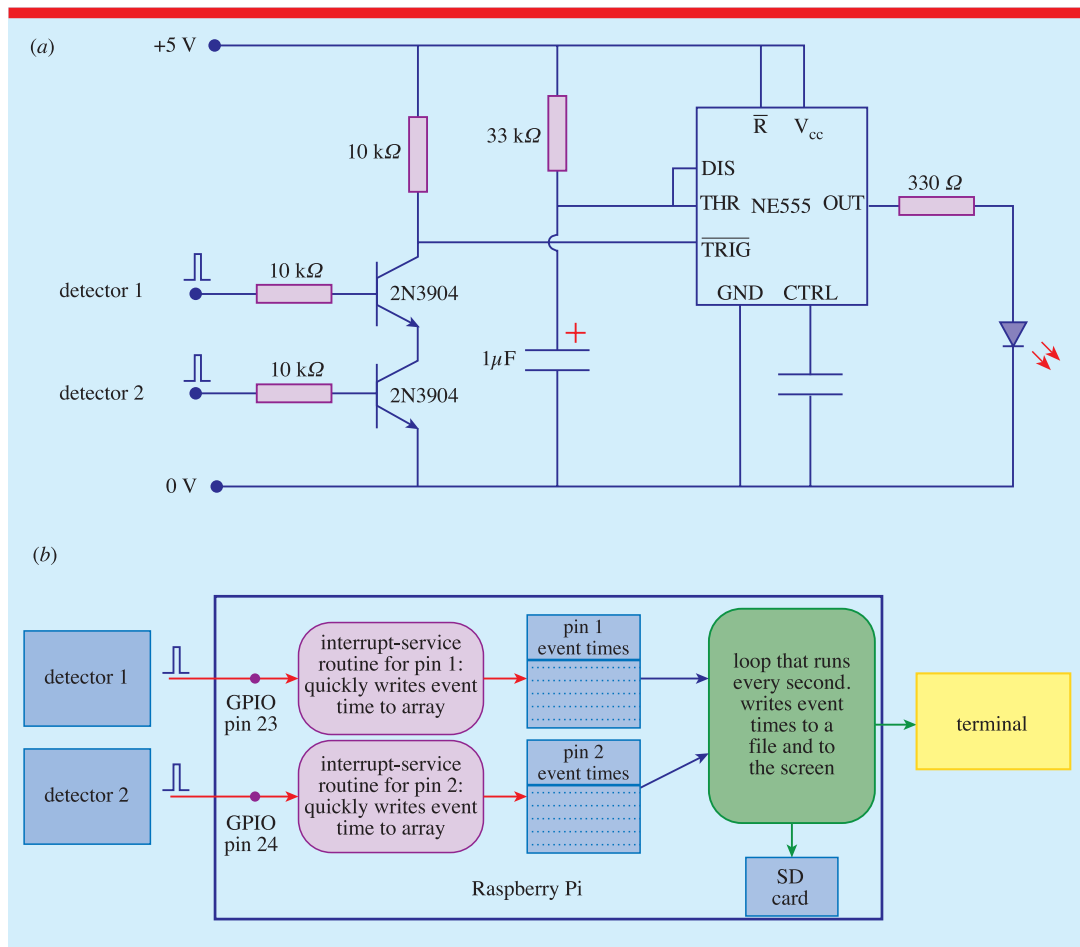 (a)
+5 V
10 kΩ
33 kΩ
R
V_cc
DIS
THR
NE555
OUT
TRIG
GND
CTRL
330 Ω
detector 1
10 kΩ
2N3904
detector 2
10 kΩ
2N3904
1μF
+
0 V
(b)
detector 1
GPIO
pin 23
interrupt-service
routine for pin 1:
quickly writes event
time to array
pin 1
event times
loop that runs
every second.
writes event
times to a
file and to
the screen
terminal
detector 2
GPIO
pin 24
interrupt-service
routine for pin 2:
quickly writes event
time to array
pin 2
event times
Raspberry Pi
SD
card